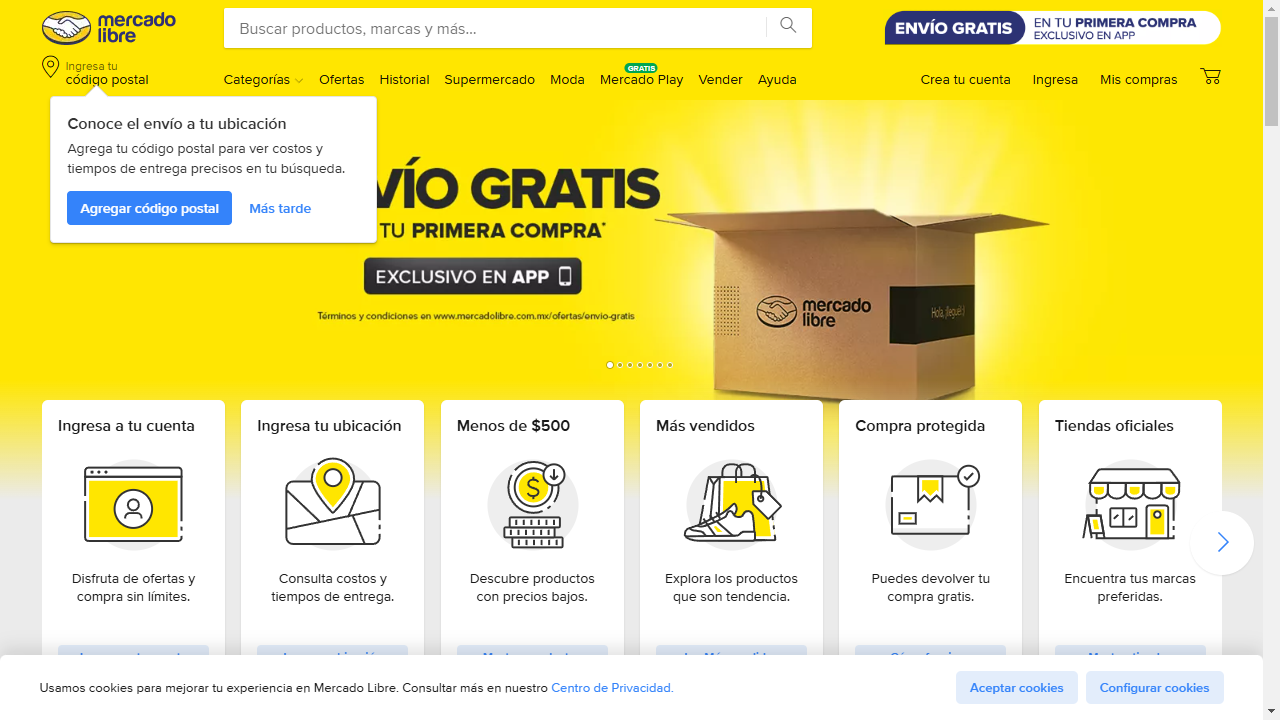 mercado
libre
Buscar productos, marcas y más...
ENVÍO GRATIS
EN TU PRIMERA COMPRA
EXCLUSIVO EN APP
Ingresa tu
código postal
Categorías
Ofertas
Historial
Supermercado
Moda
GRATIS
Mercado Play
Vender
Ayuda
Crea tu cuenta
Ingresa
Mis compras
Conoce el envío a tu ubicación
Agrega tu código postal para ver costos y
tiempos de entrega precisos en tu búsqueda.
Agregar código postal
Más tarde
VÍO GRATIS
TU PRIMERA COMPRA*
EXCLUSIVO EN APP
Términos y condiciones en www.mercadolibre.com.mx/ofertas/envio-gratis
mercado
libre
Hola, ¡llegué! :)
Ingresa a tu cuenta
Disfruta de ofertas y
compra sin límites.
Ingresa tu ubicación
Consulta costos y
tiempos de entrega.
Menos de $500
Descubre productos
con precios bajos.
Más vendidos
Explora los productos
que son tendencia.
Compra protegida
Puedes devolver tu
compra gratis.
Tiendas oficiales
Encuentra tus marcas
preferidas.
Usamos cookies para mejorar tu experiencia en Mercado Libre. Consultar más en nuestro Centro de Privacidad.
Aceptar cookies
Configurar cookies